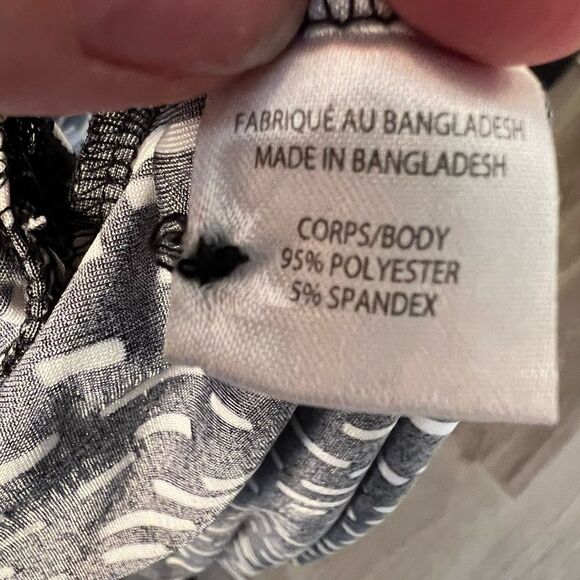 FABRIQUÉ AU BANGLADESH
MADE IN BANGLADESH
CORPS/BODY
95% POLYESTER
5% SPANDEX